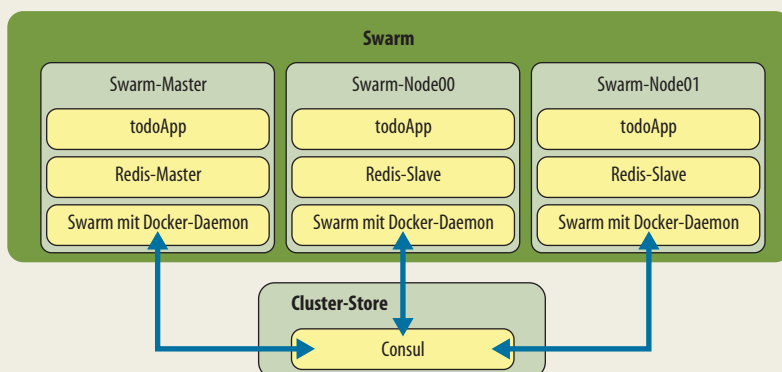 Swarm
Swarm-Master
todoApp
Redis-Master
Swarm mit Docker-Daemon
Swarm-Node00
todoApp
Redis-Slave
Swarm mit Docker-Daemon
Swarm-Node01
todoApp
Redis-Slave
Swarm mit Docker-Daemon
Cluster-Store
Consul